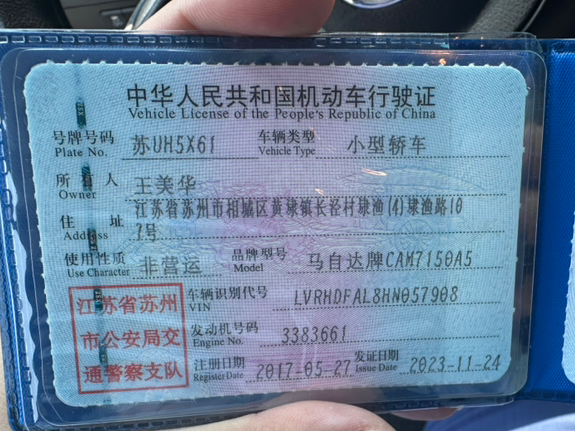 中华人民共和国机动车行驶证
Vehicle License of the People's Republic of China
号牌号码 苏UH5X61 车辆类型 小型轿车
Plate No. Vehicle Type
所有人 王美华
Owner
住址 江苏省苏州市相城区黄埭镇长泾村埭渔(4)埭渔路10
Address 7号
使用性质 非营运 品牌型号 马自达牌CAM7150A5
Use Character Model
江苏省苏州 车辆识别代号 LVRHDFAL8HN057908
VIN
市公安局交 发动机号码 3383661
Engine No.
通警察支队 注册日期 2017-05-27 发证日期 2023-11-24
Register Date Issue Date